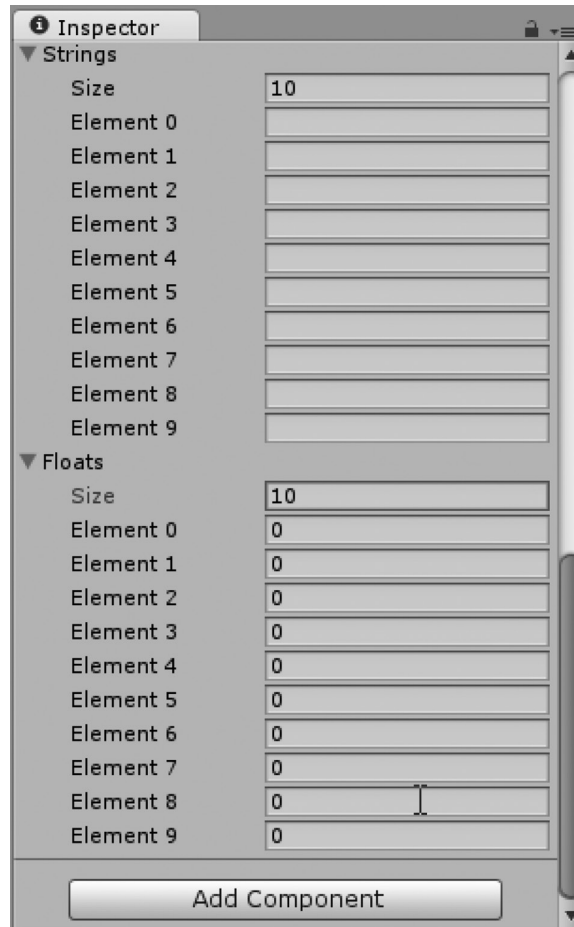 Inspector
Strings
Size 10
Element 0
Element 1
Element 2
Element 3
Element 4
Element 5
Element 6
Element 7
Element 8
Element 9
Floats
Size 10
Element 0 0
Element 1 0
Element 2 0
Element 3 0
Element 4 0
Element 5 0
Element 6 0
Element 7 0
Element 8 0
Element 9 0
Add Component